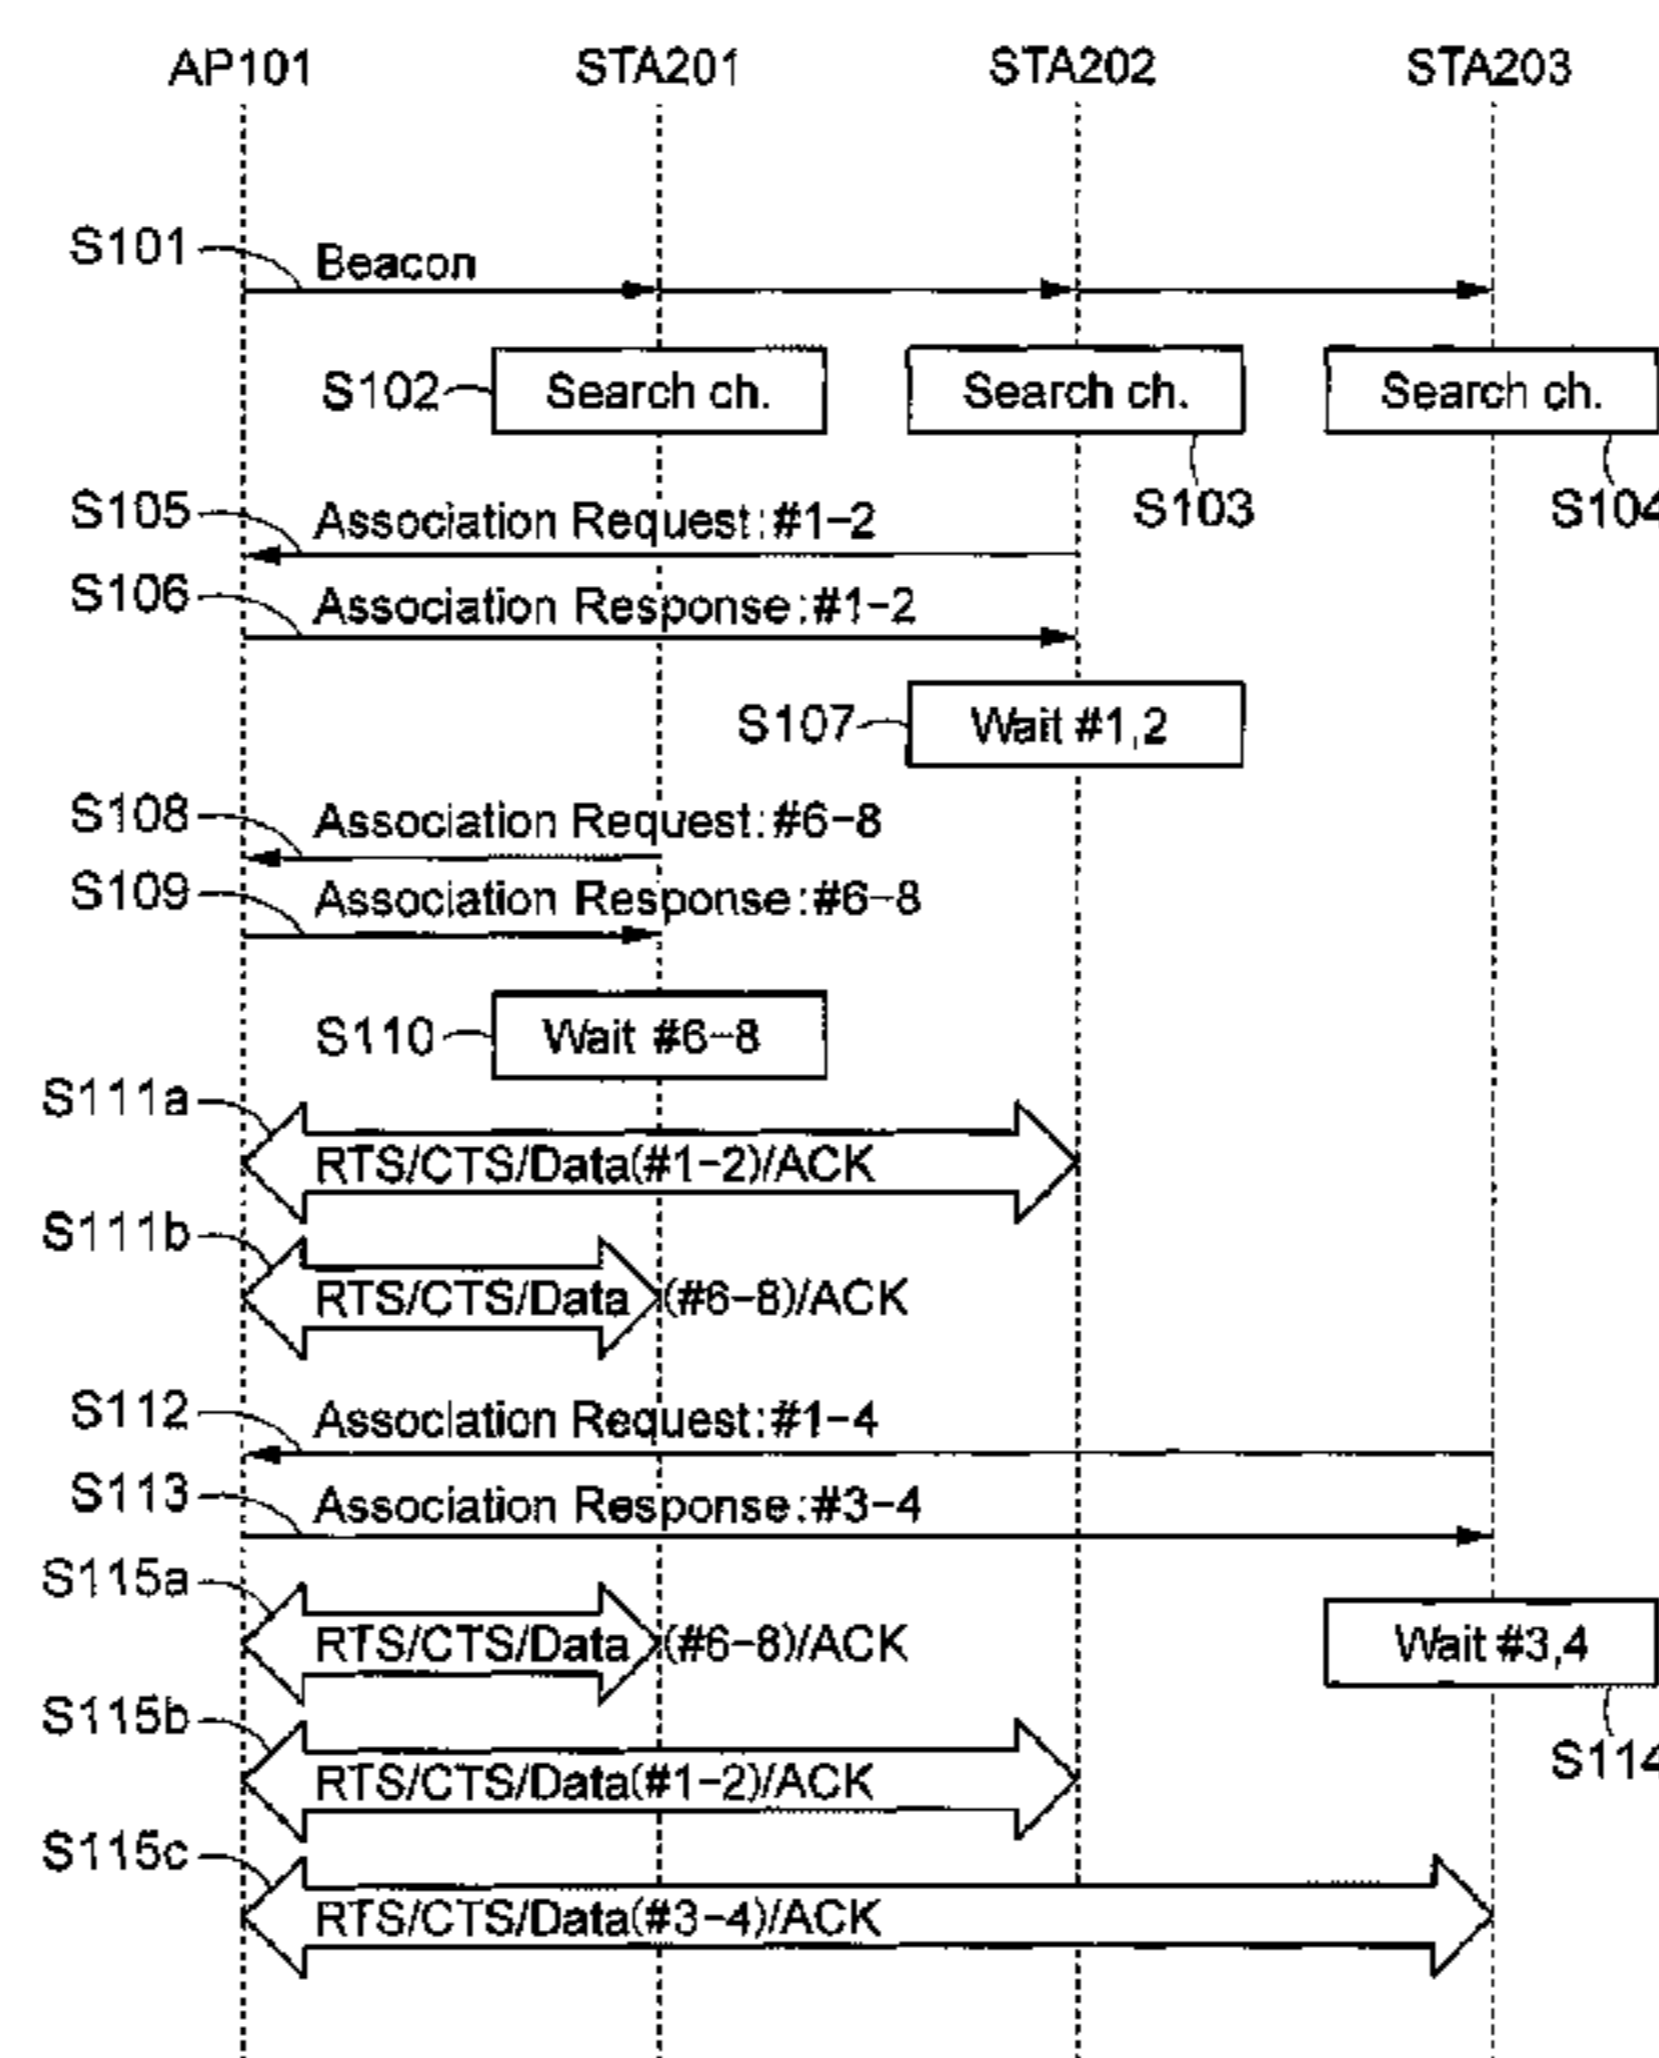 AP101 STA201 STA202 STA203
S101 Beacon
S102 Search ch. Search ch. Search ch.
S103 S104
S105 Association Request:#1-2
S106 Association Response:#1-2
S107 Wait #1,2
S108 Association Request:#6-8
S109 Association Response:#6-8
S110 Wait #6-8
S111a
RTS/CTS/Data(#1-2)/ACK
S111b
RTS/CTS/Data (#6-8)/ACK
S112 Association Request:#1-4
S113 Association Response:#3-4
S115a
RTS/CTS/Data (#6-8)/ACK Wait #3,4
S115b S114
RTS/CTS/Data(#1-2)/ACK
S115c
RTS/CTS/Data(#3-4)/ACK